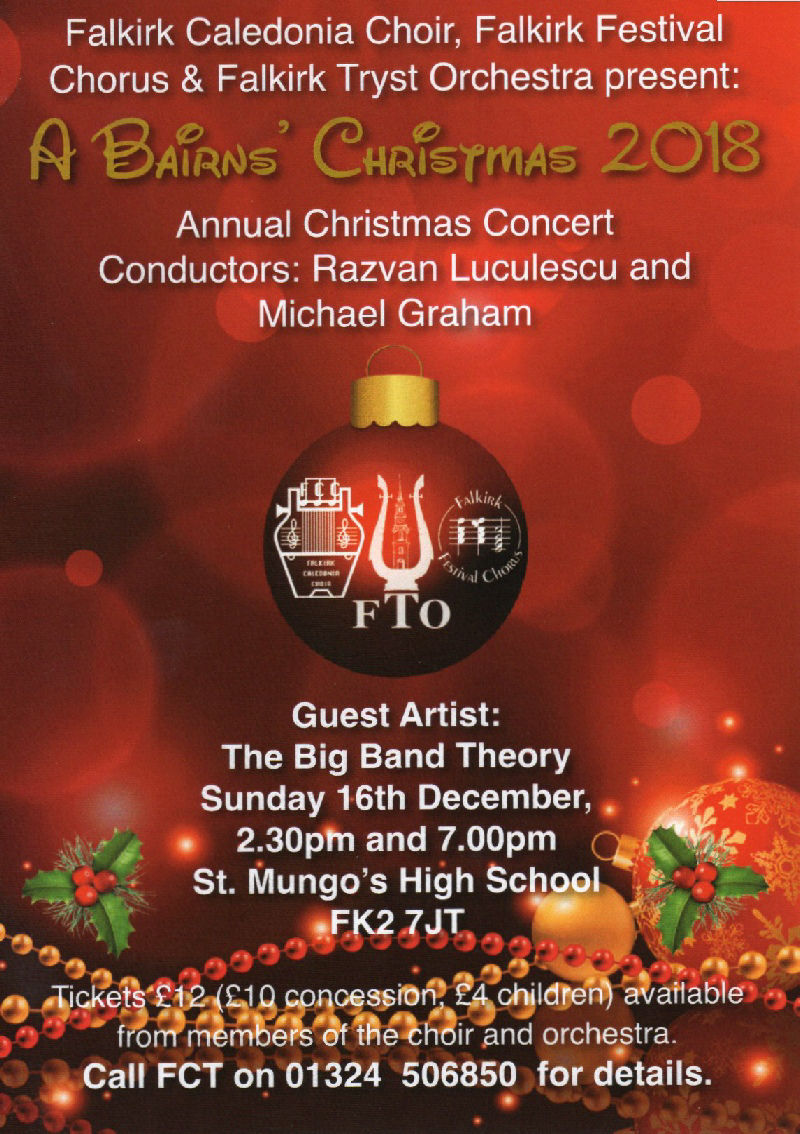 Falkirk Caledonia Choir, Falkirk Festival
Chorus & Falkirk Tryst Orchestra present:
A Bairns' Christmas 2018
Annual Christmas Concert
Conductors: Razvan Luculescu and
Michael Graham
FALKIRK
CALEDONIA
CHOIR
Falkirk
Festival Chorus
FTO
Guest Artist:
The Big Band Theory
Sunday 16th December,
2.30pm and 7.00pm
St. Mungo's High School
FK2 7JT
Tickets £12 (£10 concession, £4 children) available
from members of the choir and orchestra.
Call FCT on 01324 506850 for details.